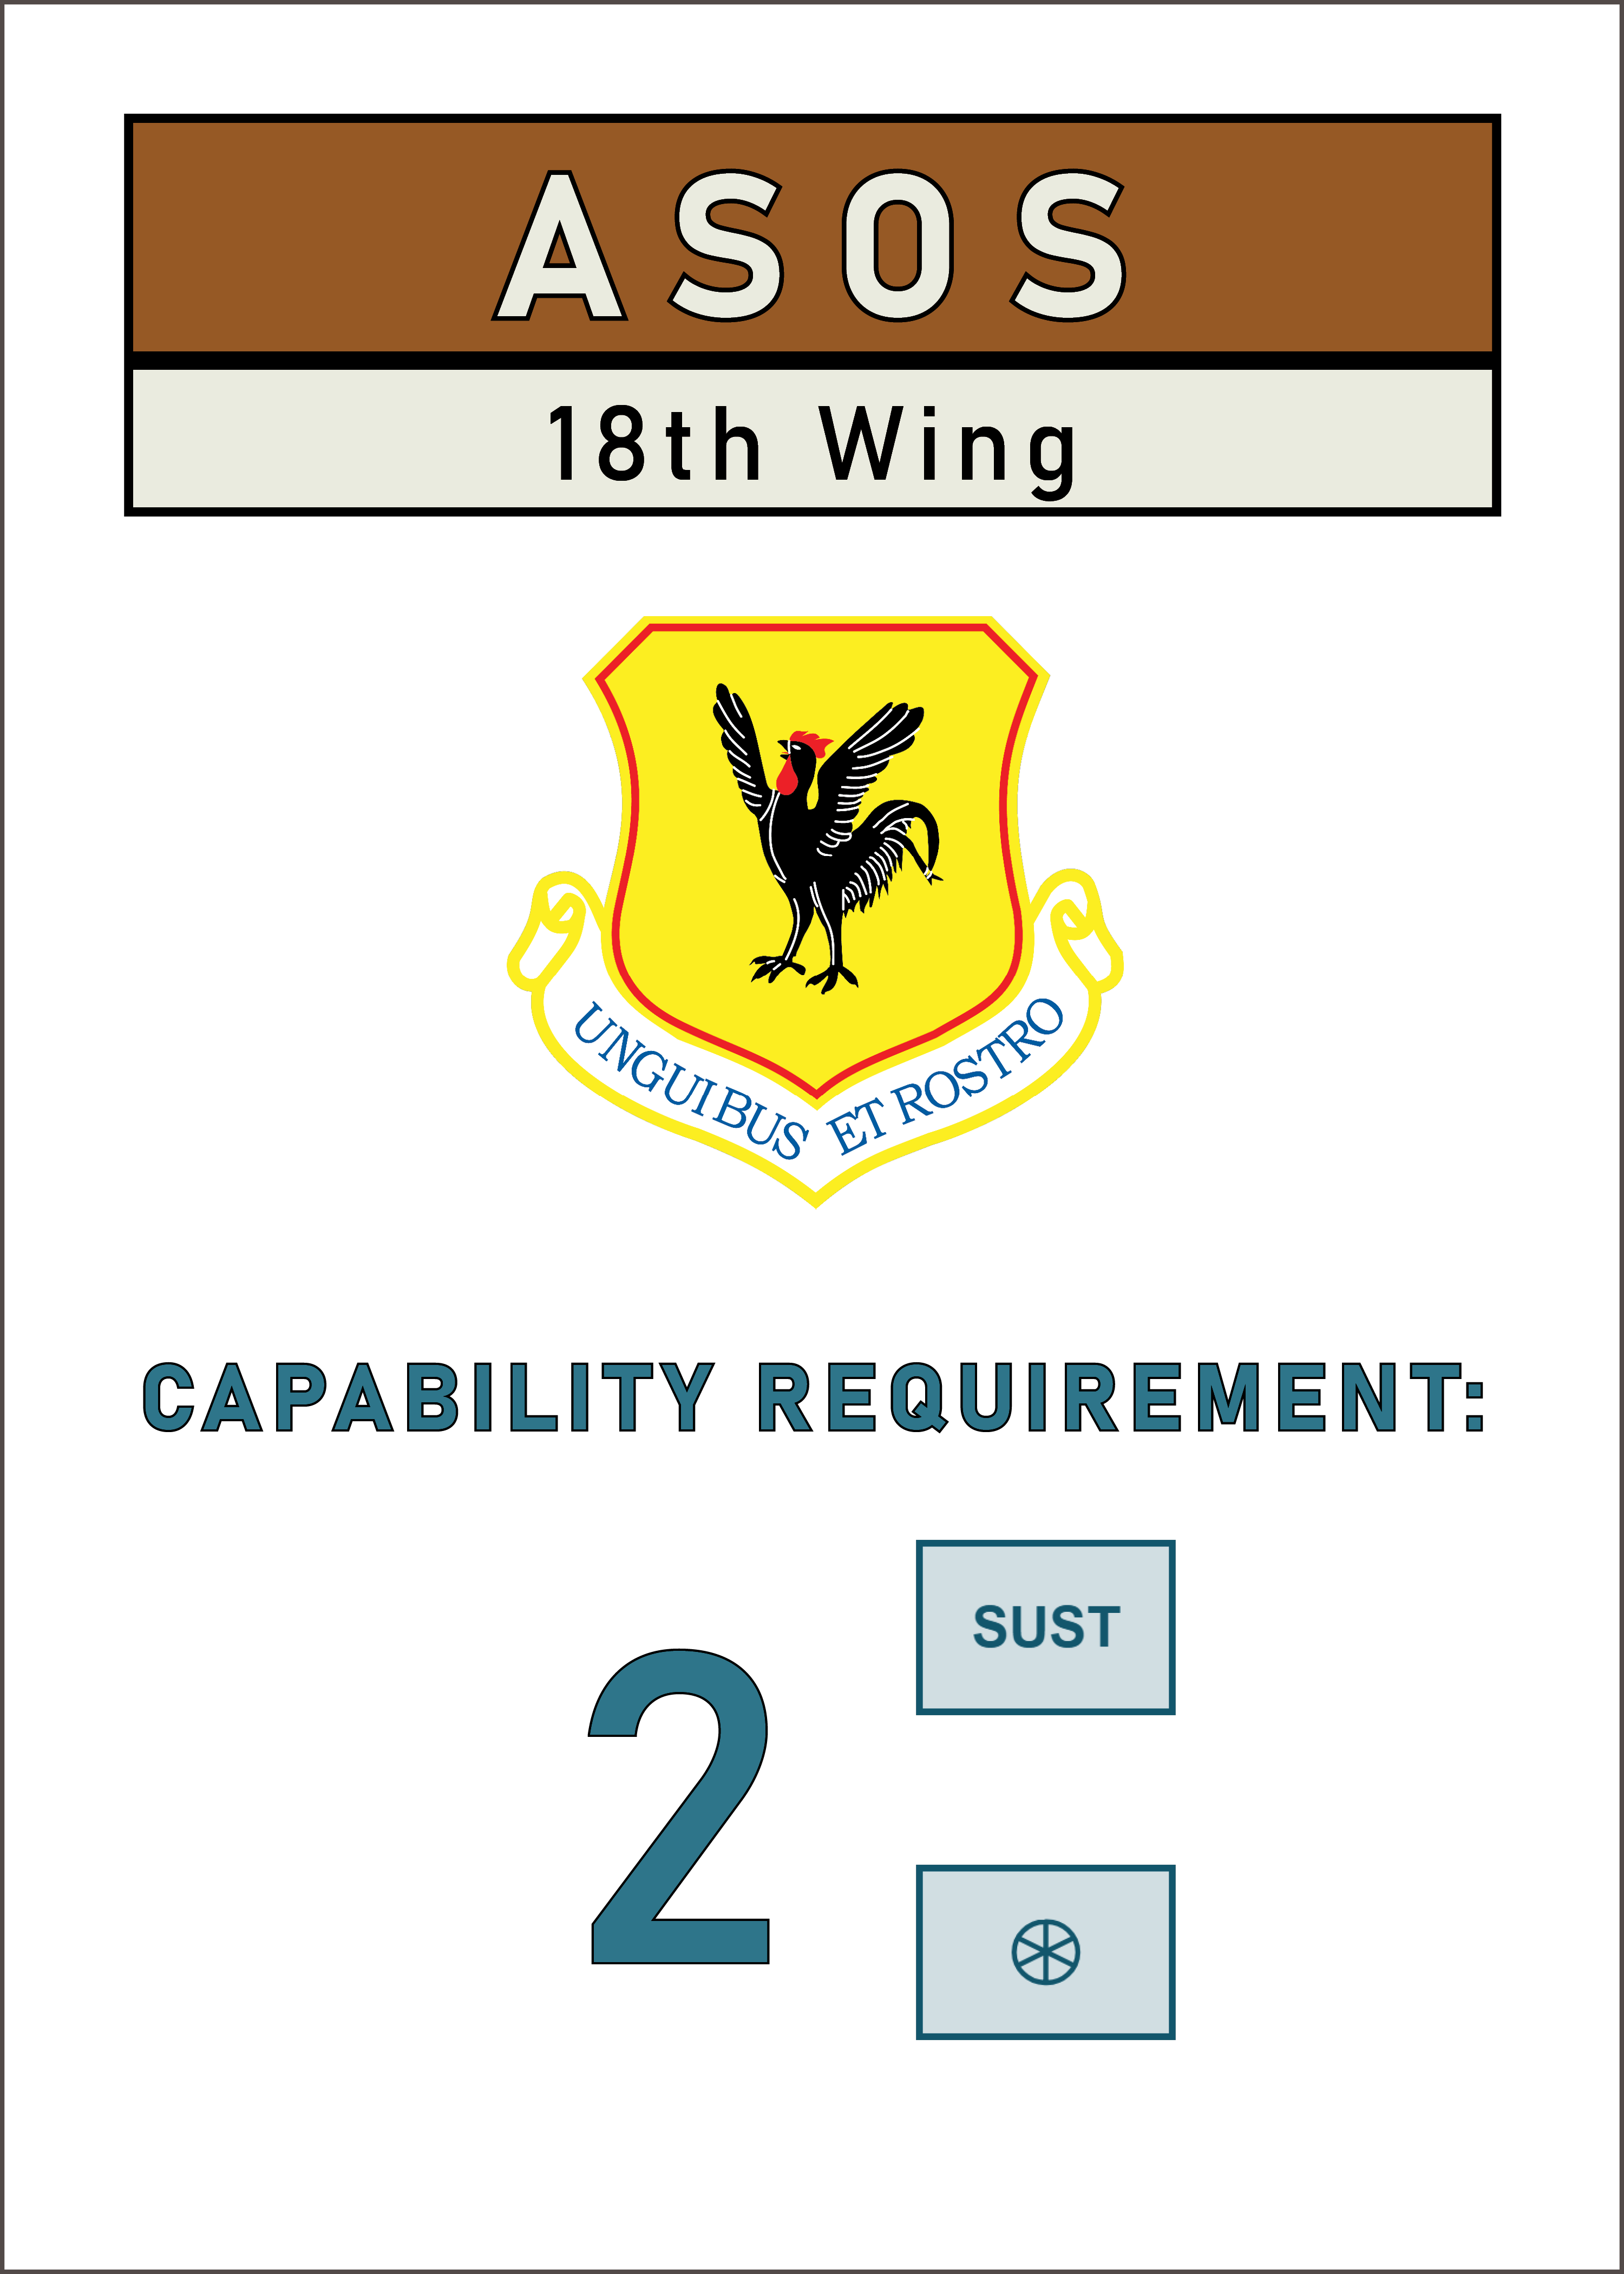 ASOS
18th Wing
UNGUIBUS ET ROSTRO
CAPABILITY REQUIREMENT:
2
SUST